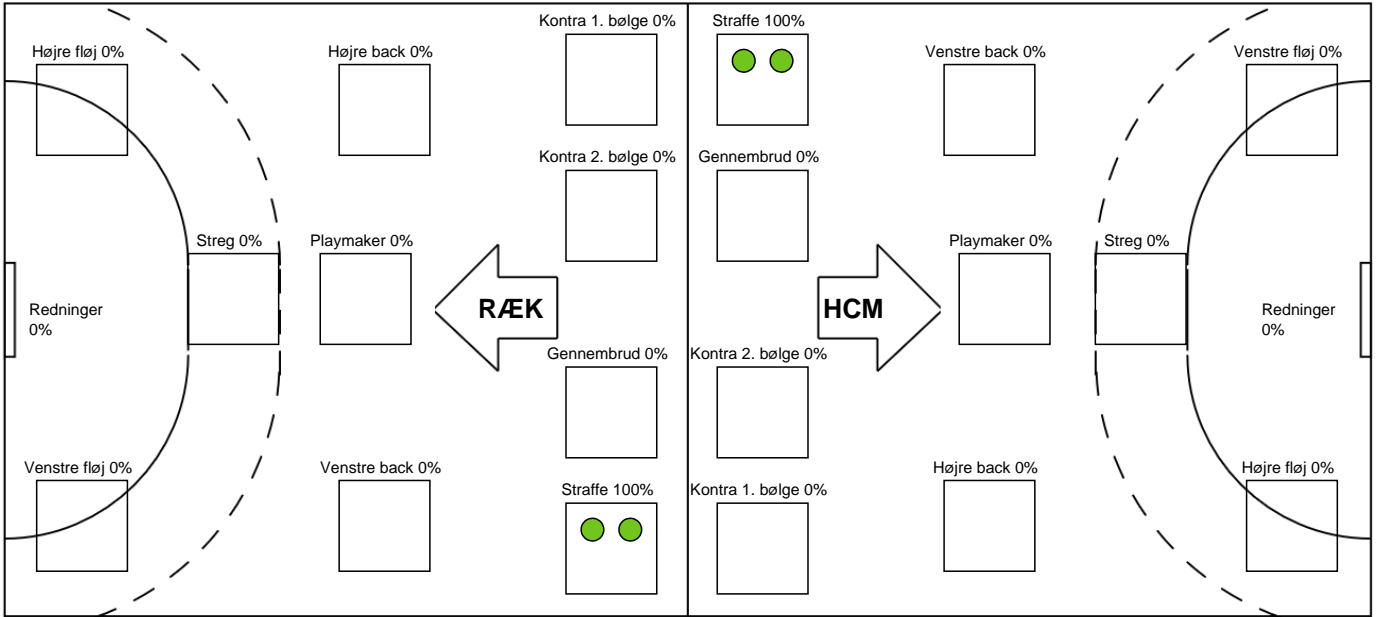 Kontra 1. bølge 0%
Straffe 100%
Højre fløj 0%
Højre back 0%
Venstre back 0%
Venstre fløj 0%
Kontra 2. bølge 0%
Gennembrud 0%
Streg 0%
Playmaker 0%
Playmaker 0%
Streg 0%
Redninger
0%
RÆK
HCM
Redninger
0%
Gennembrud 0%
Kontra 2. bølge 0%
Venstre fløj 0%
Venstre back 0%
Højre back 0%
Højre fløj 0%
Straffe 100%
Kontra 1. bølge 0%